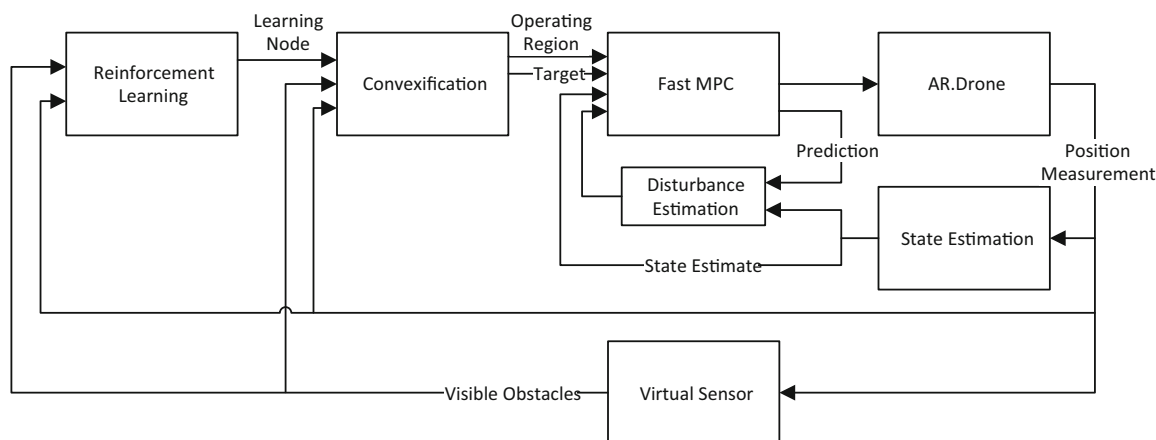 Learning
Node
Operating
Region
Target
Reinforcement
Learning
Convexification
Fast MPC
AR.Drone
Prediction
Position
Measurement
Disturbance
Estimation
State Estimation
State Estimate
Visible Obstacles
Virtual Sensor